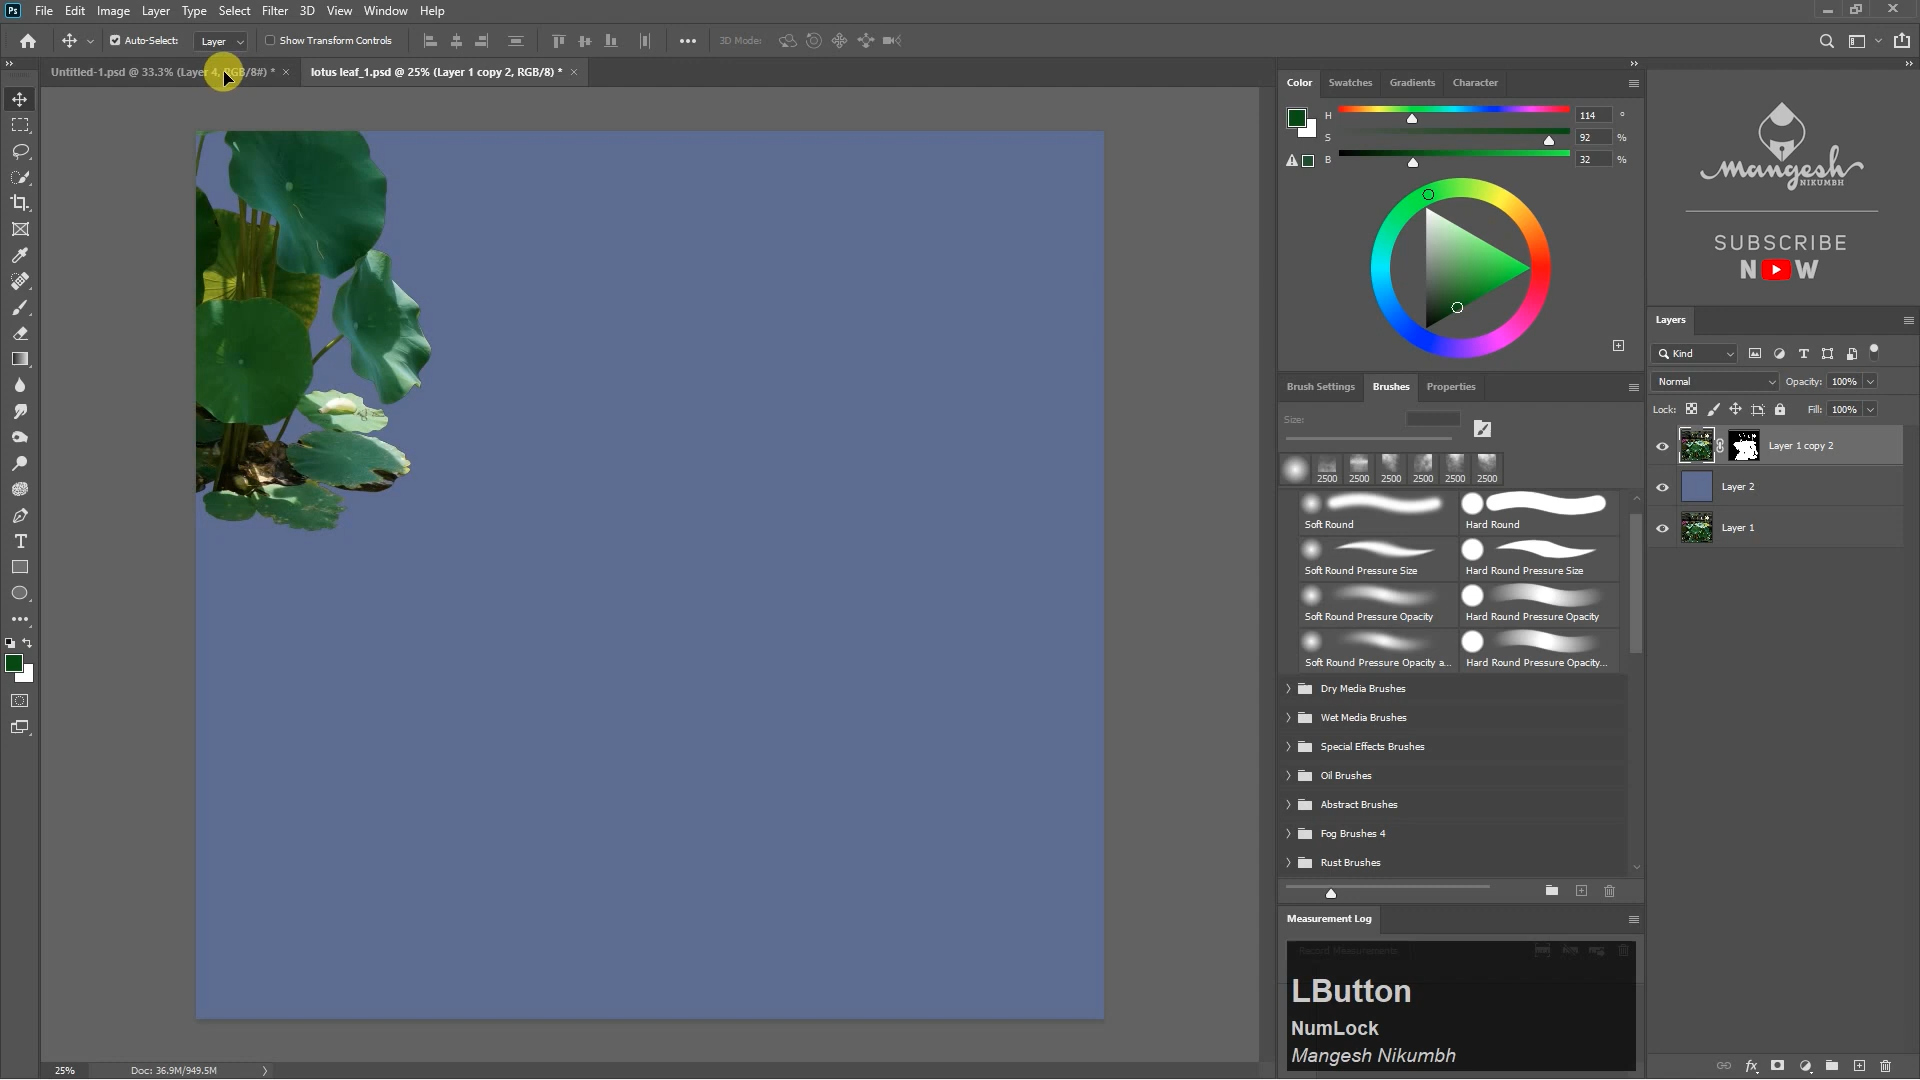 Ps File Edit Image Layer Type Select Filter 3D View Window Help
Auto-Select: Layer Show Transform Controls 3D Mode:
Untitled-1.psd @ 33.3% (Layer 4, RGB/8#) * × lotus leaf_1.psd @ 25% (Layer 1 copy 2, RGB/8) * ×
Color Swatches Gradients Character
H 114 °
S 92 %
B 32 %
Mangesh
NIKUMBH
SUBSCRIBE
N W
Layers
Kind
Normal Opacity: 100%
Lock: Fill: 100%
Layer 1 copy 2
Layer 2
Layer 1
Brush Settings Brushes Properties
Size:
2500 2500 2500 2500 2500 2500
Soft Round Hard Round
Soft Round Pressure Size Hard Round Pressure Size
Soft Round Pressure Opacity Hard Round Pressure Opacity
Soft Round Pressure Opacity a... Hard Round Pressure Opacity...
Dry Media Brushes
Wet Media Brushes
Special Effects Brushes
Oil Brushes
Abstract Brushes
Fog Brushes 4
Rust Brushes
Measurement Log
Record Measurements
LButton
NumLock
Mangesh Nikumbh
25% Doc: 36.9M/949.5M